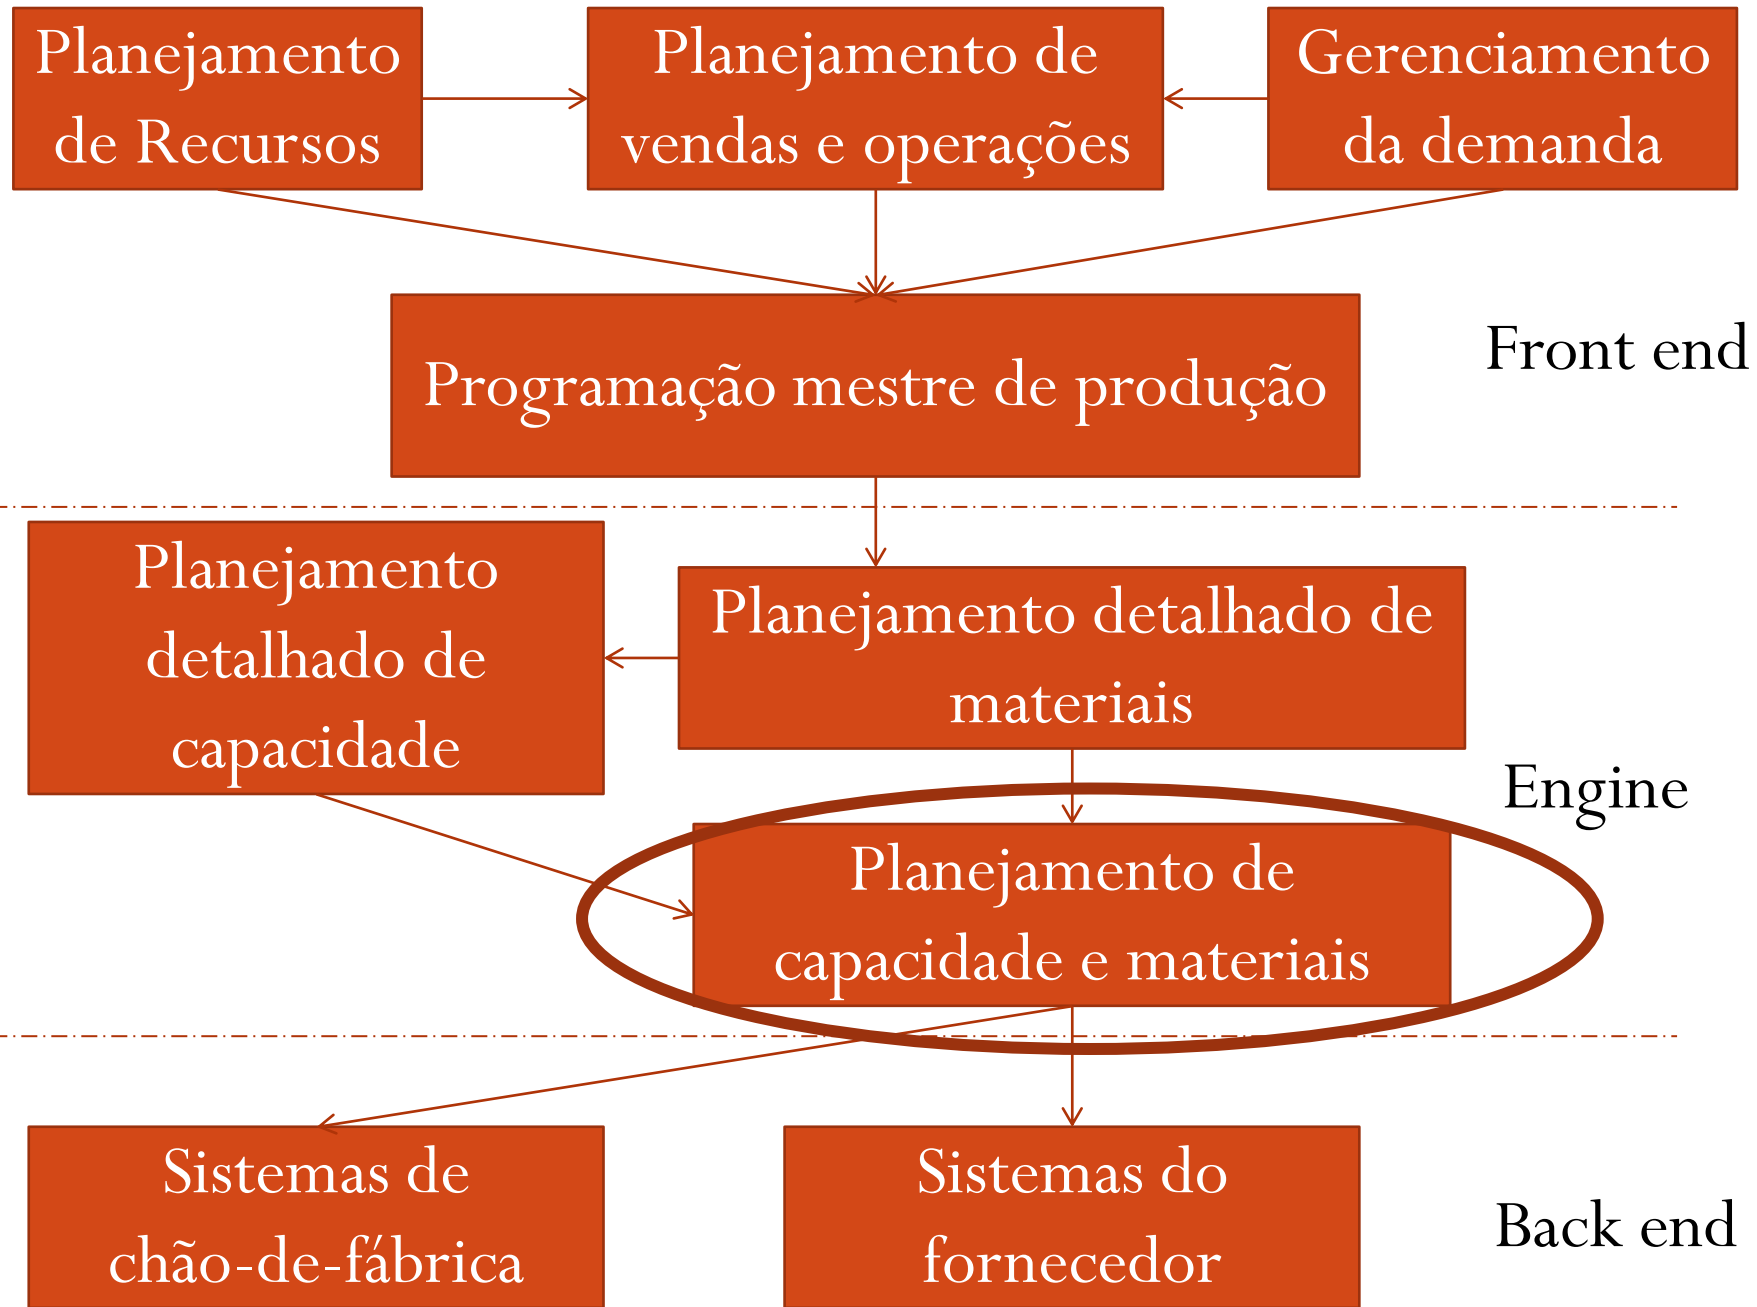 Planejamento
de Recursos
Planejamento de
vendas e operações
Gerenciamento
da demanda
Programação mestre de produção
Front end
Planejamento
detalhado de
capacidade
Planejamento detalhado de
materiais
Engine
Planejamento de
capacidade e materiais
Sistemas de
chão-de-fábrica
Sistemas do
fornecedor
Back end